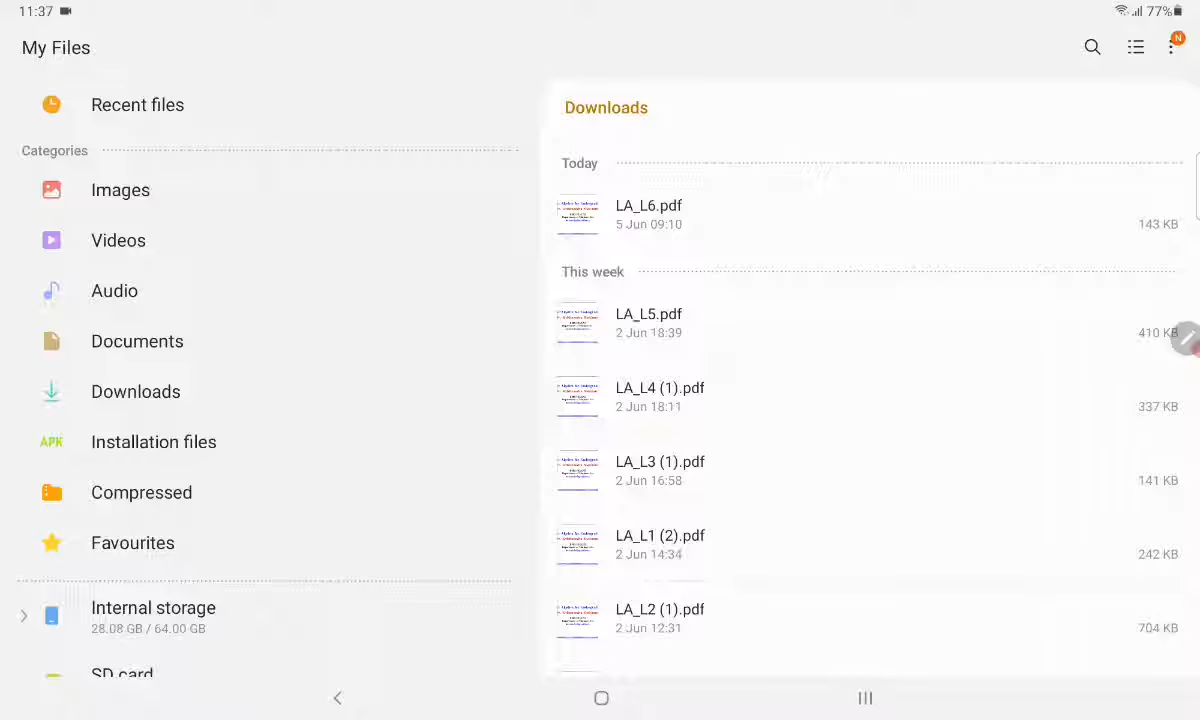 11:37
77%
My Files
N
Recent files
Categories
Images
Videos
Audio
Documents
Downloads
APK Installation files
Compressed
Favourites
Internal storage
28.08 GB / 64.00 GB
SD card
Downloads
Today
LA_L6.pdf
5 Jun 09:10 143 KB
This week
LA_L5.pdf
2 Jun 18:39 410 KB
LA_L4 (1).pdf
2 Jun 18:11 337 KB
LA_L3 (1).pdf
2 Jun 16:58 141 KB
LA_L1 (2).pdf
2 Jun 14:34 242 KB
LA_L2 (1).pdf
2 Jun 12:31 704 KB